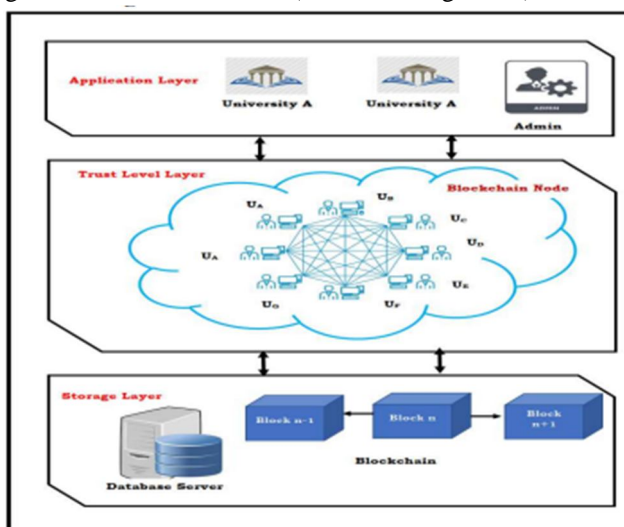 Application Layer
University A
University A
ADMIN
Admin
Trust Level Layer
Blockchain Node
UA
UB
UC
UA
UD
UE
UG
UF
Storage Layer
Block n-1
Block n
Block
n+1
Blockchain
Database Server